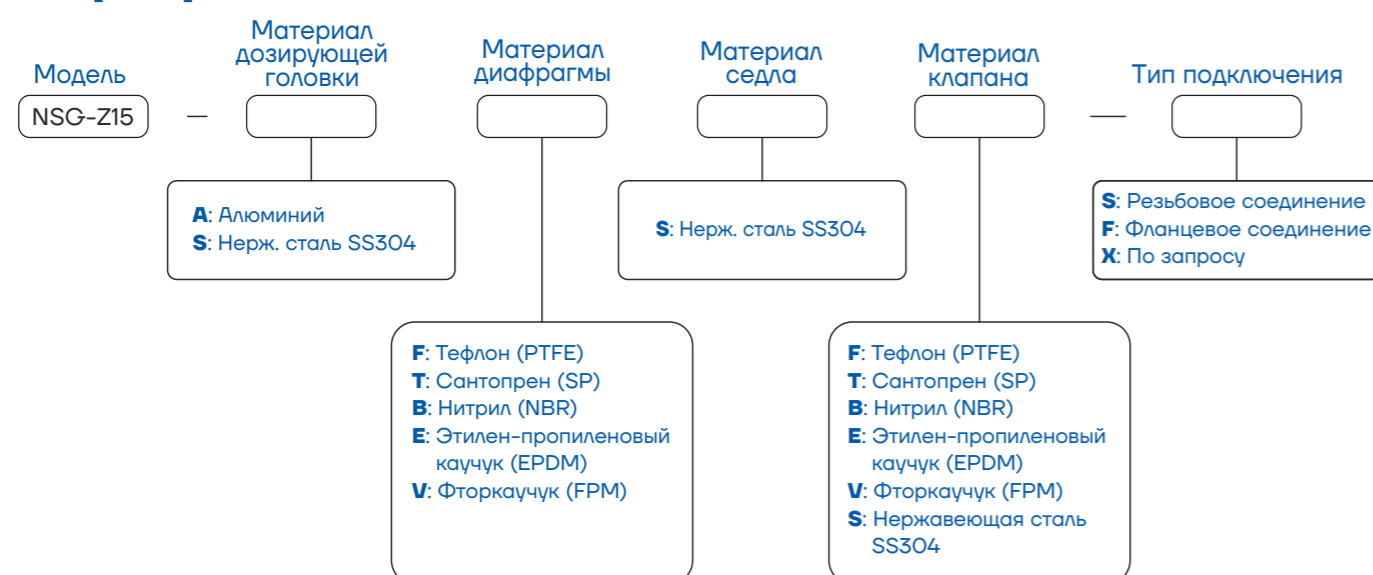 Модель
NSG-Z15
—
Материал
дозирующей
головки
A: Алюминий
S: Нерж. сталь SS304
Материал
диафрагмы
F: Тефлон (PTFE)
T: Сантопрен (SP)
B: Нитрил (NBR)
E: Этилен-пропиленовый
каучук (EPDM)
V: Фторкаучук (FPM)
Материал
седла
S: Нерж. сталь SS304
Материал
клапана
F: Тефлон (PTFE)
T: Сантопрен (SP)
B: Нитрил (NBR)
E: Этилен-пропиленовый
каучук (EPDM)
V: Фторкаучук (FPM)
S: Нержавеющая сталь
SS304
—
Тип подключения
S: Резьбовое соединение
F: Фланцевое соединение
X: По запросу